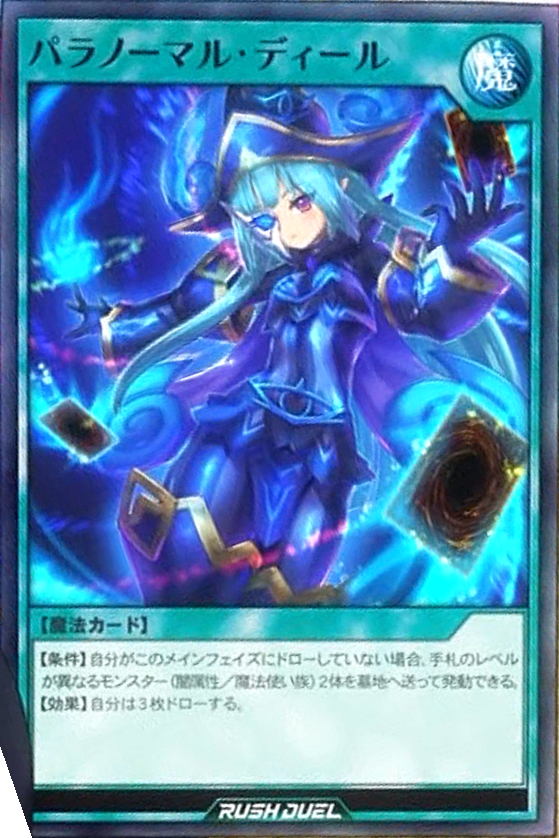 パラノーマル・ディール
魔
【魔法カード】
【条件】自分がこのメインフェイズにドローしていない場合、手札のレベル
が異なるモンスター（闇属性／魔法使い族）2体を墓地へ送って発動できる。
【効果】自分は3枚ドローする。
RUSH DUEL